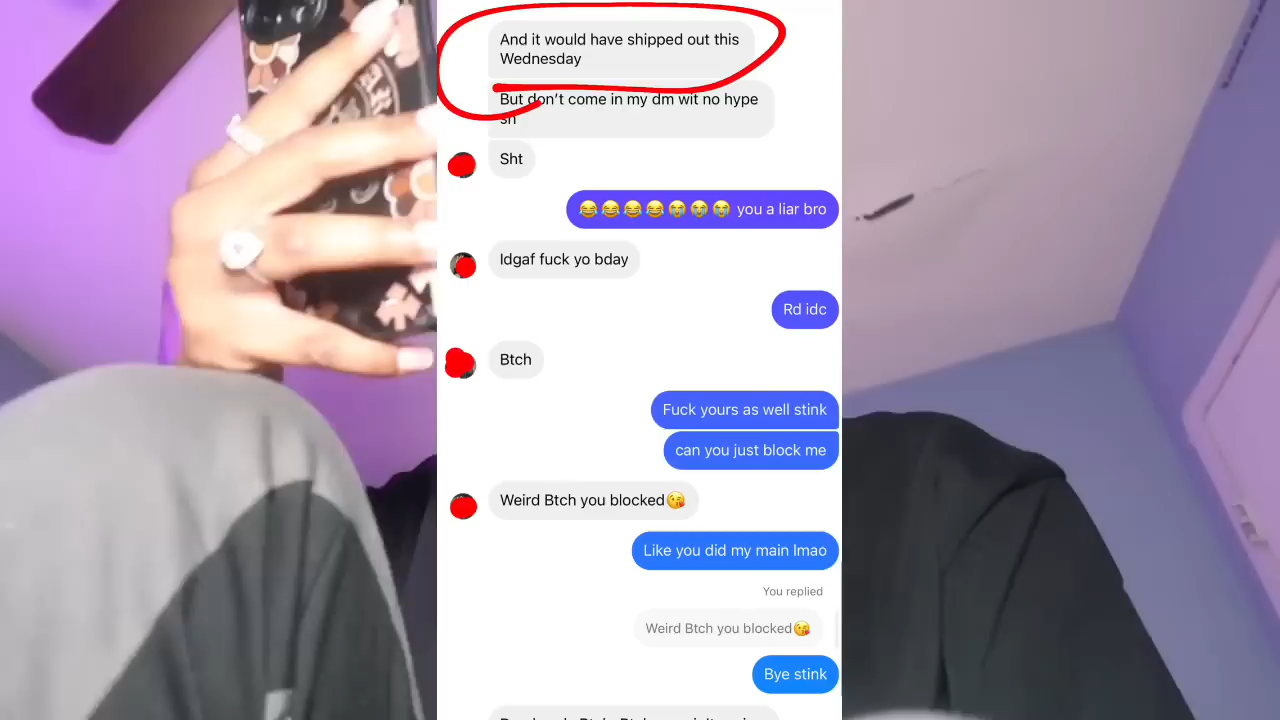 And it would have shipped out this
Wednesday
But don't come in my dm wit no hype
sh
Sht
😂😂😂😂😭😭😭 you a liar bro
Idgaf fuck yo bday
Rd idc
Btch
Fuck yours as well stink
can you just block me
Weird Btch you blocked😘
Like you did my main lmao
You replied
Weird Btch you blocked😘
Bye stink